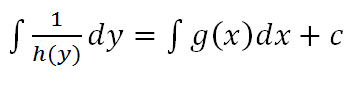 ∫ 1/h(y) dy = ∫ g(x)dx + c